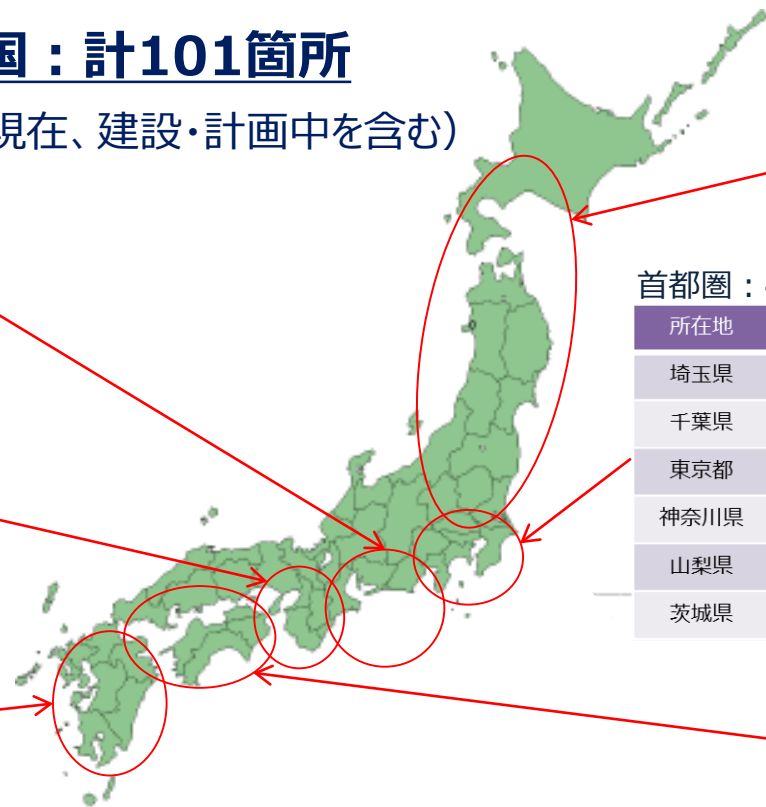 国：計101箇所
現在、建設・計画中を含む）
首都圏：
所在地
埼玉県
千葉県
東京都
神奈川県
山梨県
茨城県